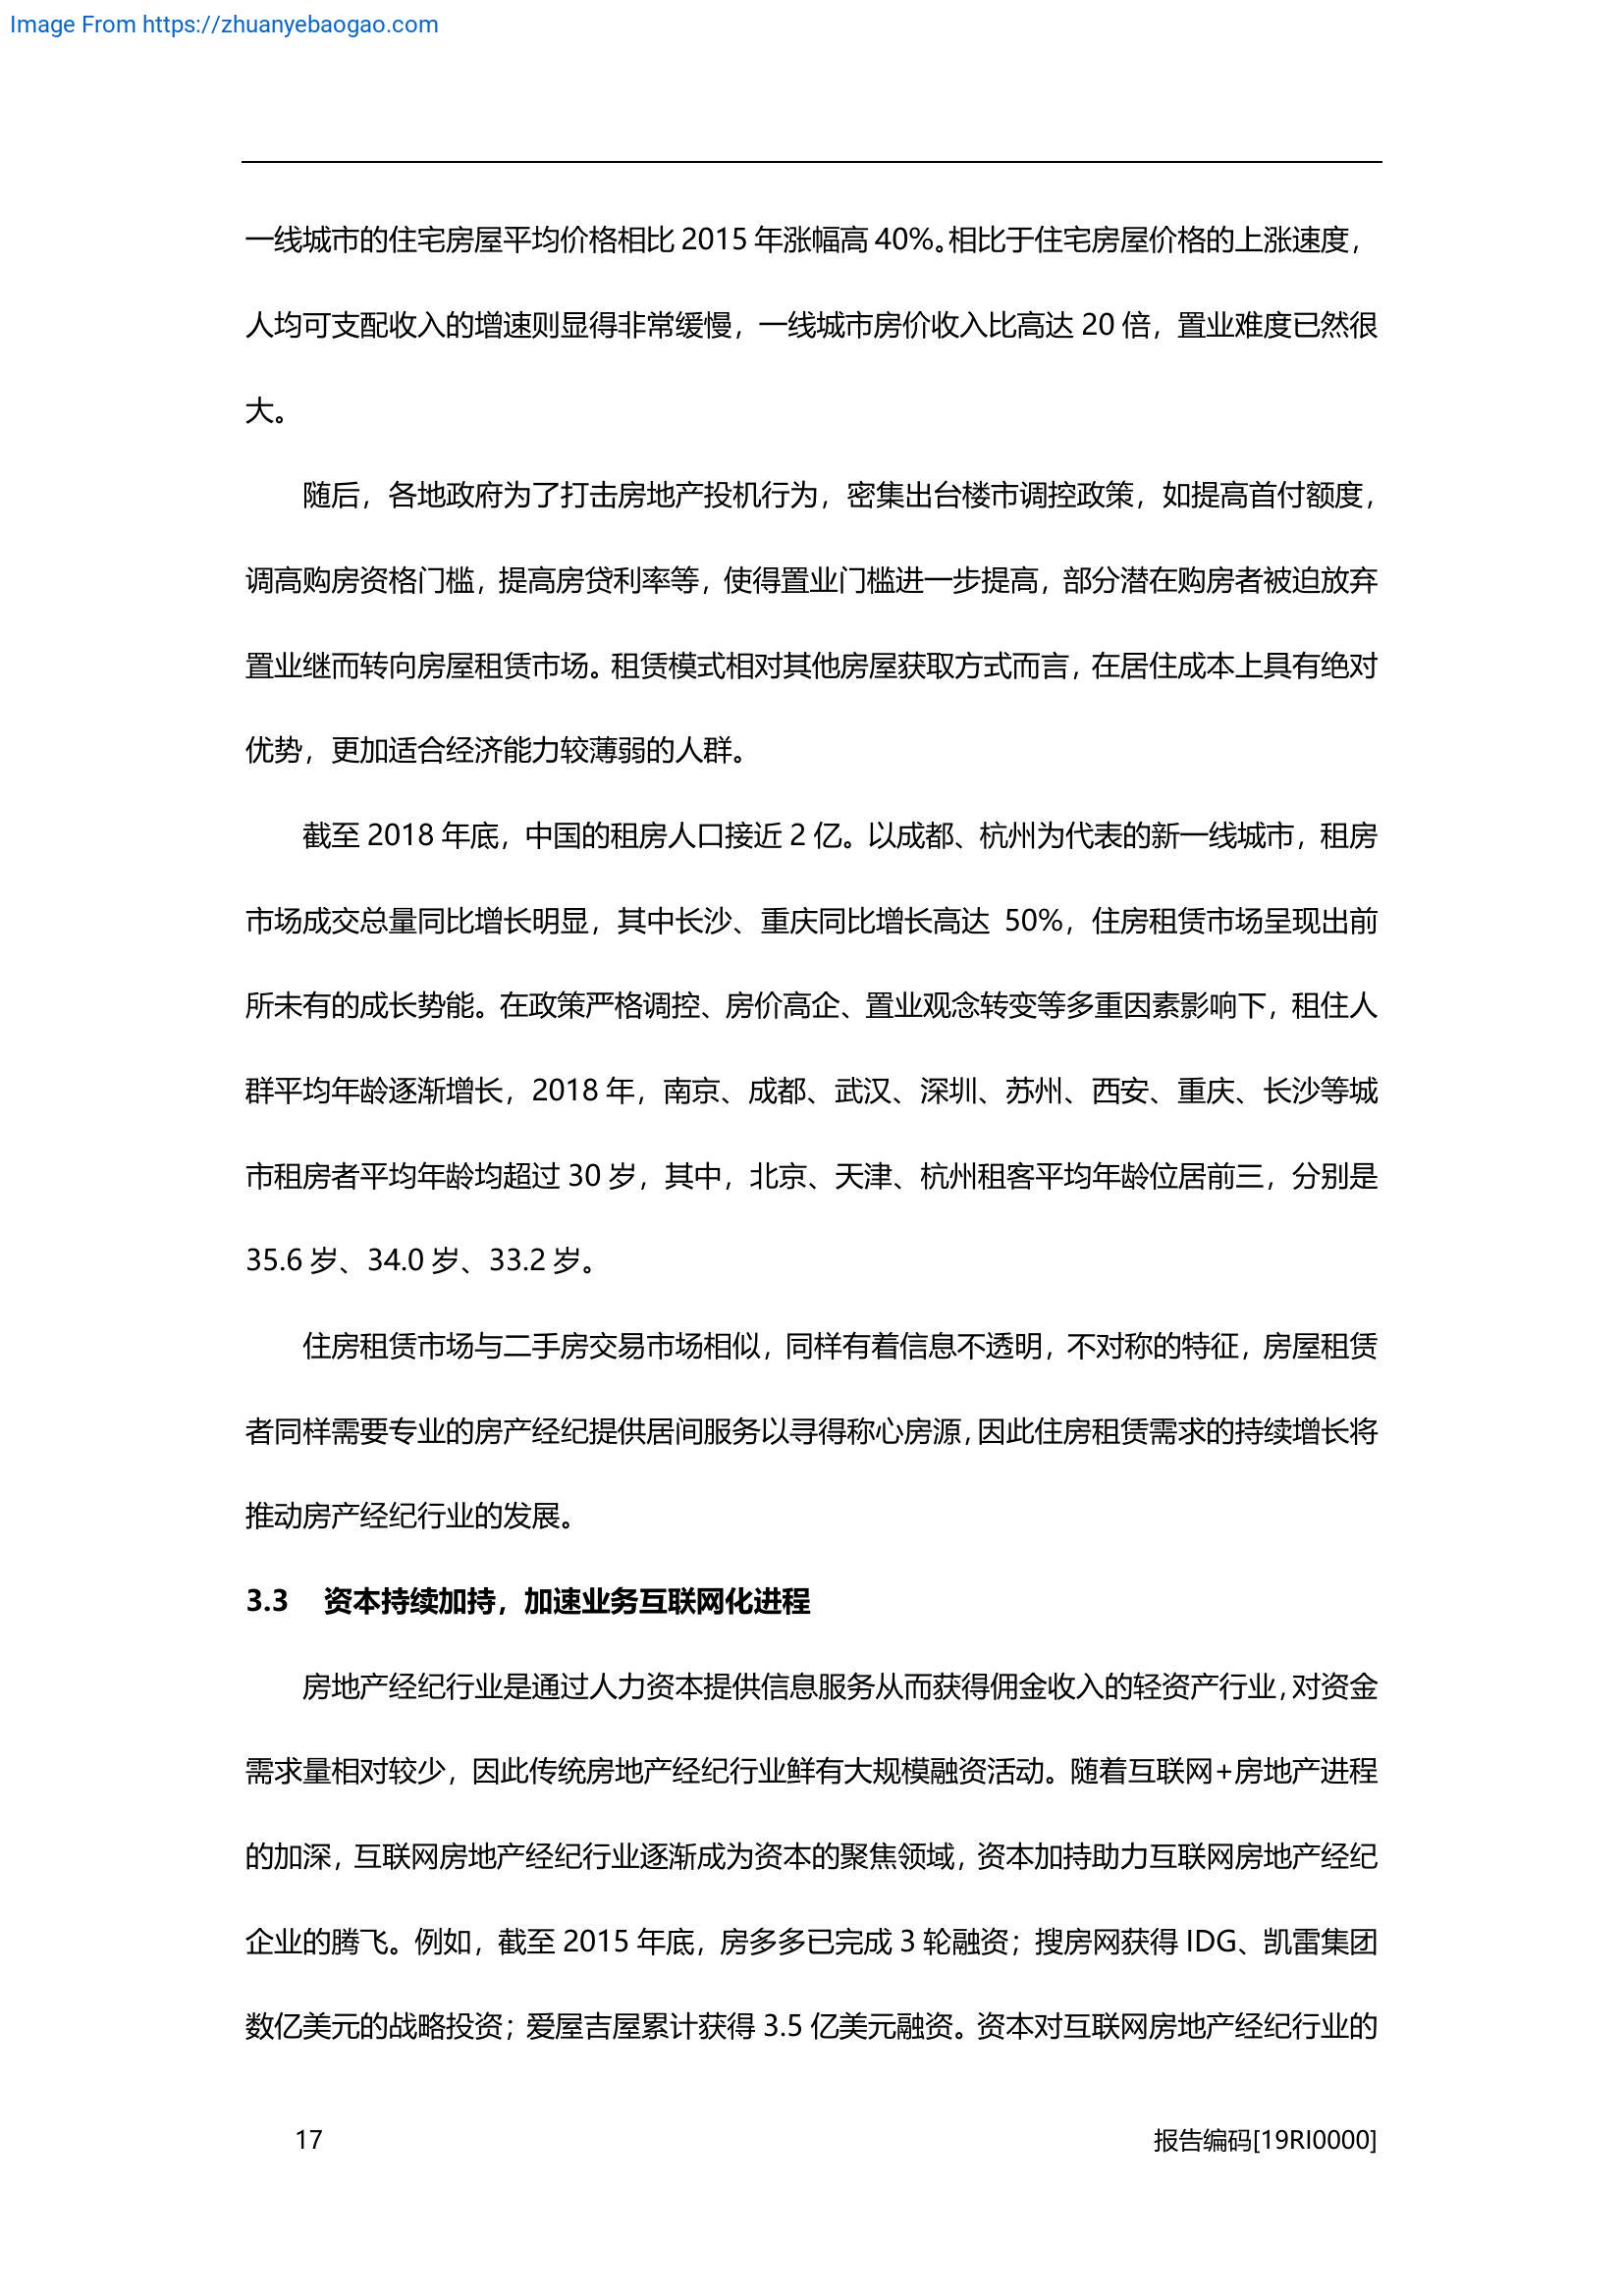 Image From https://zhuanyebaogao.com
一线城市的住宅房屋平均价格相比 2015 年涨幅高 40%。相比于住宅房屋价格的上涨速度，
人均可支配收入的增速则显得非常缓慢，一线城市房价收入比高达 20 倍，置业难度已然很
大。
随后，各地政府为了打击房地产投机行为，密集出台楼市调控政策，如提高首付额度，
调高购房资格门槛，提高房贷利率等，使得置业门槛进一步提高，部分潜在购房者被迫放弃
置业继而转向房屋租赁市场。租赁模式相对其他房屋获取方式而言，在居住成本上具有绝对
优势，更加适合经济能力较薄弱的人群。
截至 2018 年底，中国的租房人口接近 2 亿。以成都、杭州为代表的新一线城市，租房
市场成交总量同比增长明显，其中长沙、重庆同比增长高达 50%，住房租赁市场呈现出前
所未有的成长势能。在政策严格调控、房价高企、置业观念转变等多重因素影响下，租住人
群平均年龄逐渐增长，2018 年，南京、成都、武汉、深圳、苏州、西安、重庆、长沙等城
市租房者平均年龄均超过 30 岁，其中，北京、天津、杭州租客平均年龄位居前三，分别是
35.6 岁、34.0 岁、33.2 岁。
住房租赁市场与二手房交易市场相似，同样有着信息不透明，不对称的特征，房屋租赁
者同样需要专业的房产经纪提供居间服务以寻得称心房源，因此住房租赁需求的持续增长将
推动房产经纪行业的发展。
3.3 资本持续加持，加速业务互联网化进程
房地产经纪行业是通过人力资本提供信息服务从而获得佣金收入的轻资产行业，对资金
需求量相对较少，因此传统房地产经纪行业鲜有大规模融资活动。随着互联网+房地产进程
的加深，互联网房地产经纪行业逐渐成为资本的聚焦领域，资本加持助力互联网房地产经纪
企业的腾飞。例如，截至 2015 年底，房多多已完成 3 轮融资；搜房网获得 IDG、凯雷集团
数亿美元的战略投资；爱屋吉屋累计获得 3.5 亿美元融资。资本对互联网房地产经纪行业的
17 报告编码[19RI0000]